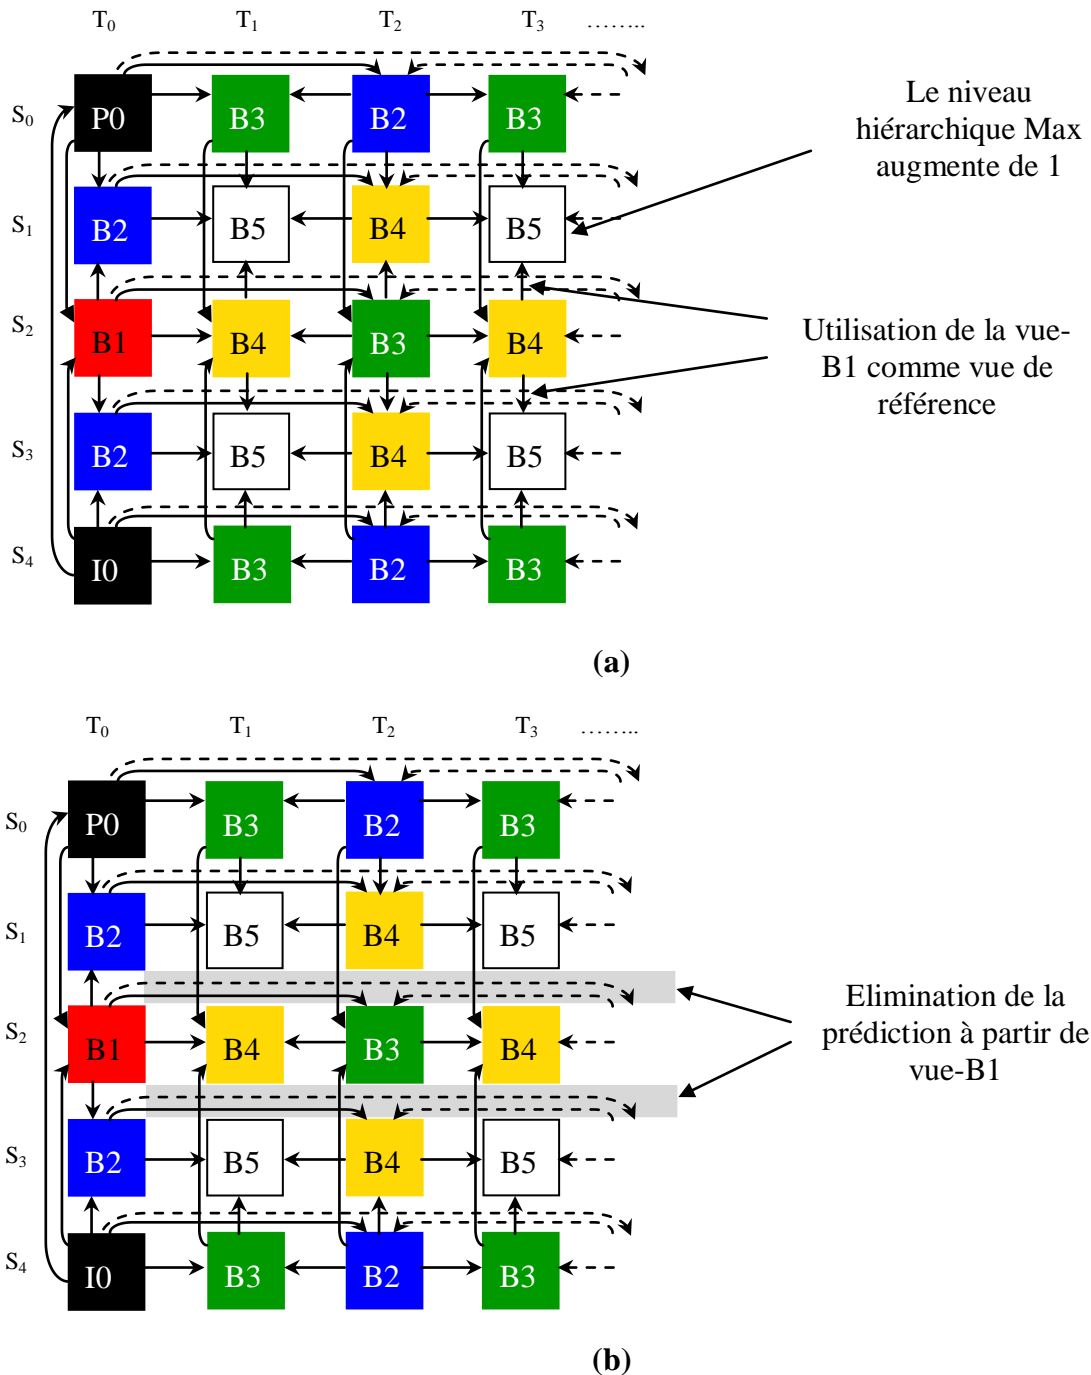 T0 T1 T2 T3 ……..
S0 P0 B3 B2 B3
Le niveau
hiérarchique Max
augmente de 1
S1 B2 B5 B4 B5
S2 B1 B4 B3 B4
Utilisation de la vue-
B1 comme vue de
référence
S3 B2 B5 B4 B5
S4 I0 B3 B2 B3
(a)
T0 T1 T2 T3 ……..
S0 P0 B3 B2 B3
S1 B2 B5 B4 B5
S2 B1 B4 B3 B4
Elimination de la
prédiction à partir de
vue-B1
S3 B2 B5 B4 B5
S4 I0 B3 B2 B3
(b)